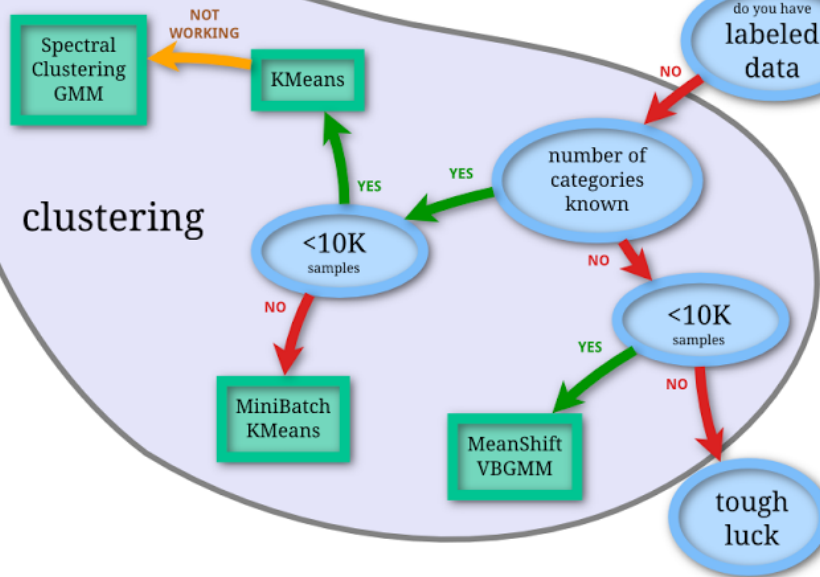 NOT
WORKING
Spectral
Clustering
GMM
KMeans
do you have
labeled
data
NO
number of
categories
known
YES
YES
clustering
<10K
samples
NO
NO
<10K
samples
YES
NO
MiniBatch
KMeans
MeanShift
VBGMM
tough
luck